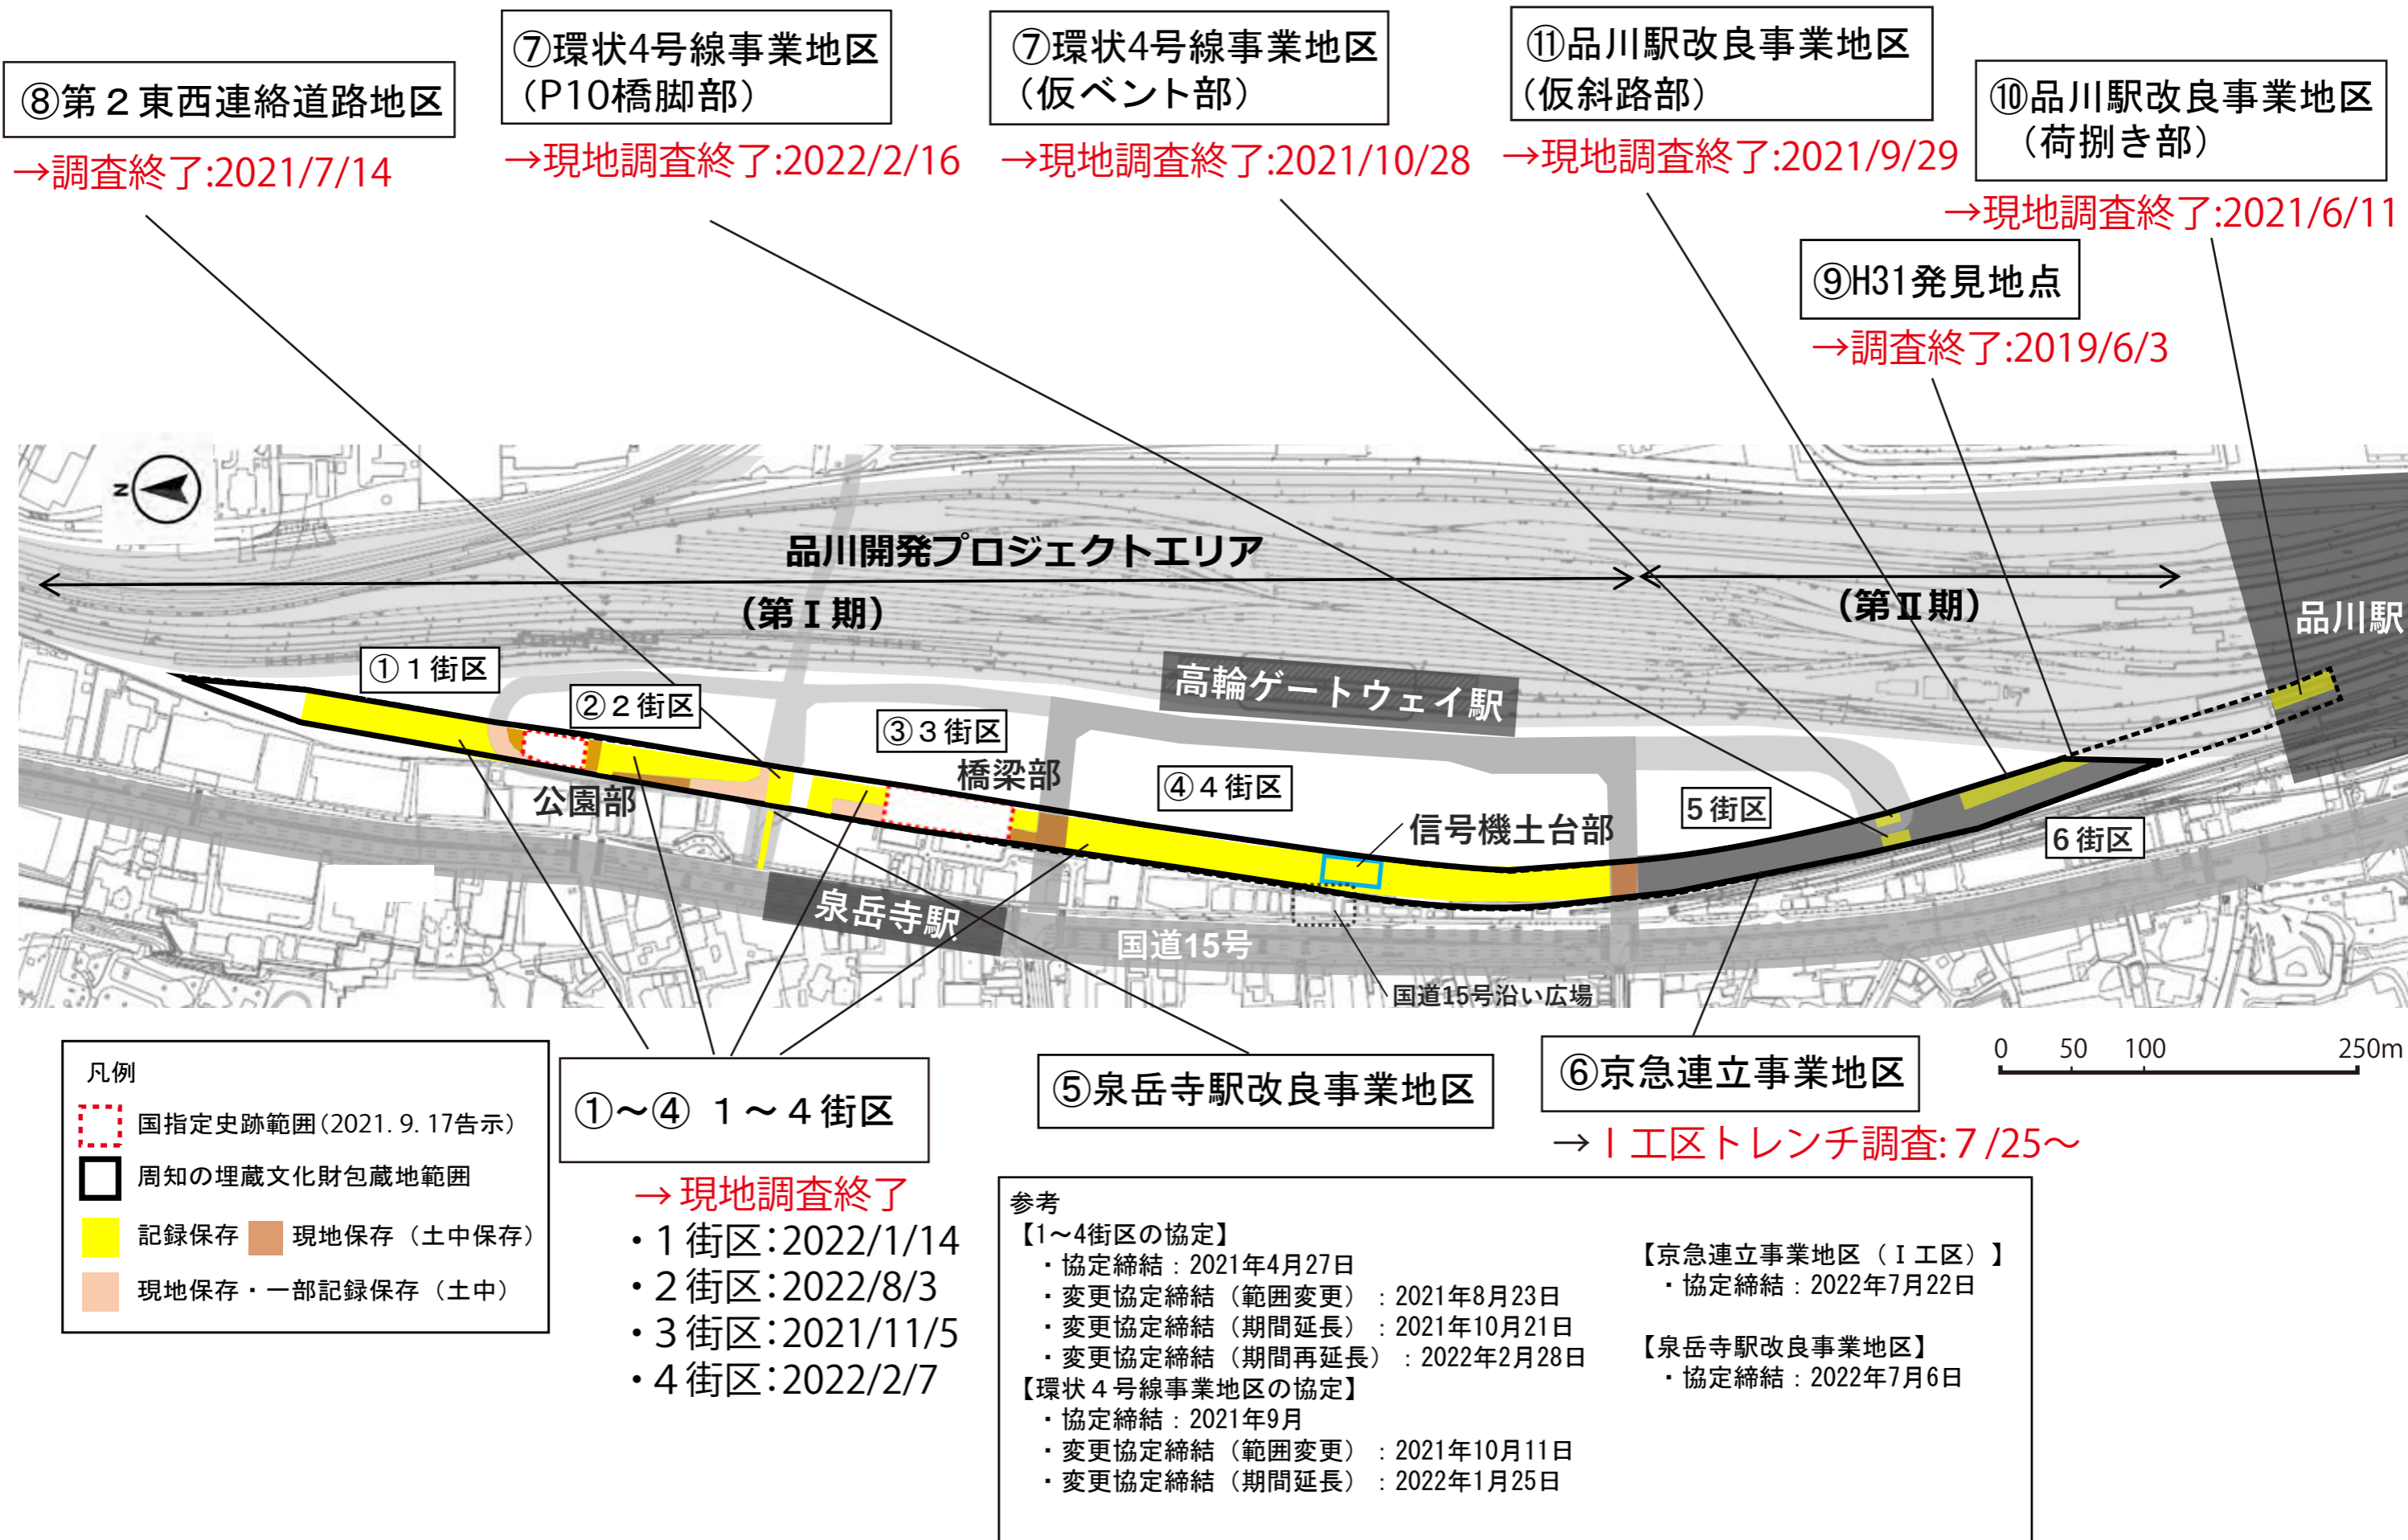 ⑧第２東西連絡道路地区
→調査終了:2021/7/14
⑦環状4号線事業地区
（P10橋脚部）
→現地調査終了:2022/2/16
⑦環状4号線事業地区
（仮ベント部）
→現地調査終了:2021/10/28
⑪品川駅改良事業地区
（仮斜路部）
→現地調査終了:2021/9/29
⑩品川駅改良事業地区
（荷捌き部）
→現地調査終了:2021/6/11
⑨H31発見地点
→調査終了:2019/6/3
N
品川開発プロジェクトエリア
（第Ⅰ期）
（第Ⅱ期）
品川駅
①１街区
②２街区
③３街区
高輪ゲートウェイ駅
橋梁部
④４街区
公園部
信号機土台部
5街区
6街区
泉岳寺駅
国道15号
国道15号沿い広場
凡例
国指定史跡範囲（2021.9.17告示）
周知の埋蔵文化財包蔵地範囲
記録保存 現地保存（土中保存）
現地保存・一部記録保存（土中）
①～④ １～４街区
→現地調査終了
・１街区：2022/1/14
・２街区：2022/8/3
・３街区：2021/11/5
・４街区：2022/2/7
⑤泉岳寺駅改良事業地区
⑥京急連立事業地区
→Ⅰ工区トレンチ調査:７/25～
0 50 100 250m
参考
【1～4街区の協定】
・協定締結：2021年4月27日
・変更協定締結（範囲変更）：2021年8月23日
・変更協定締結（期間延長）：2021年10月21日
・変更協定締結（期間再延長）：2022年2月28日
【環状４号線事業地区の協定】
・協定締結：2021年9月
・変更協定締結（範囲変更）：2021年10月11日
・変更協定締結（期間延長）：2022年1月25日
【京急連立事業地区（Ⅰ工区）】
・協定締結：2022年7月22日
【泉岳寺駅改良事業地区】
・協定締結：2022年7月6日